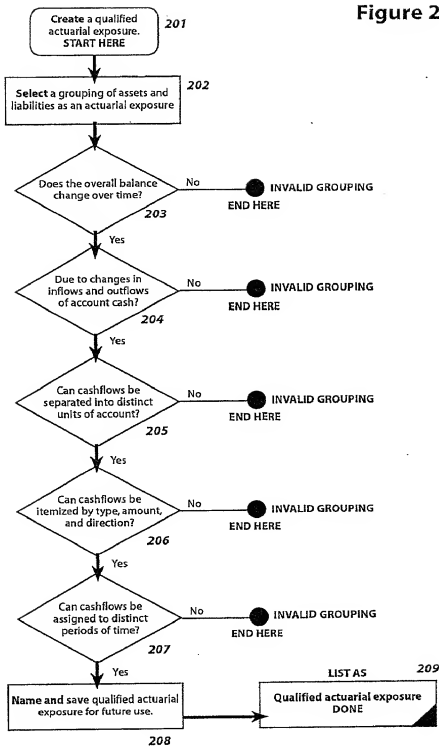 Figure 2
Create a qualified
actuarial exposure.
START HERE
201
202
Select a grouping of assets and
liabilities as an actuarial exposure
Does the overall balance
change over time?
203
No
INVALID GROUPING
END HERE
Yes
Due to changes in
inflows and outflows
of account cash?
204
No
INVALID GROUPING
END HERE
Yes
Can cashflows be
separated into distinct
units of account?
205
No
INVALID GROUPING
END HERE
Yes
Can cashflows be
itemized by type, amount,
and direction?
206
No
INVALID GROUPING
END HERE
Yes
Can cashflows be
assigned to distinct
periods of time?
207
No
INVALID GROUPING
END HERE
Yes
Name and save qualified actuarial
exposure for future use.
208
LIST AS
209
Qualified actuarial exposure
DONE